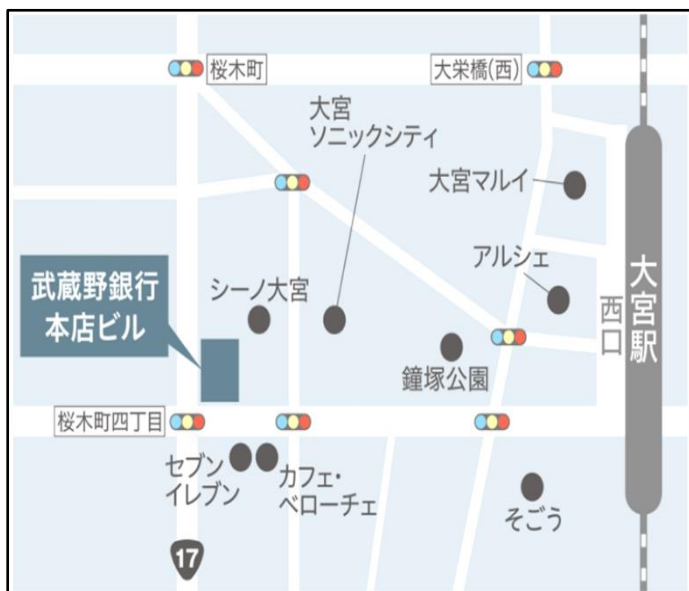 桜木町
大栄橋(西)
大宮
ソニックシティ
大宮マルイ
アルシェ
武蔵野銀行
本店ビル
シーノ大宮
鐘塚公園
西口
大宮駅
桜木町四丁目
セブン
イレブン
カフェ・
ベローチェ
そごう
17